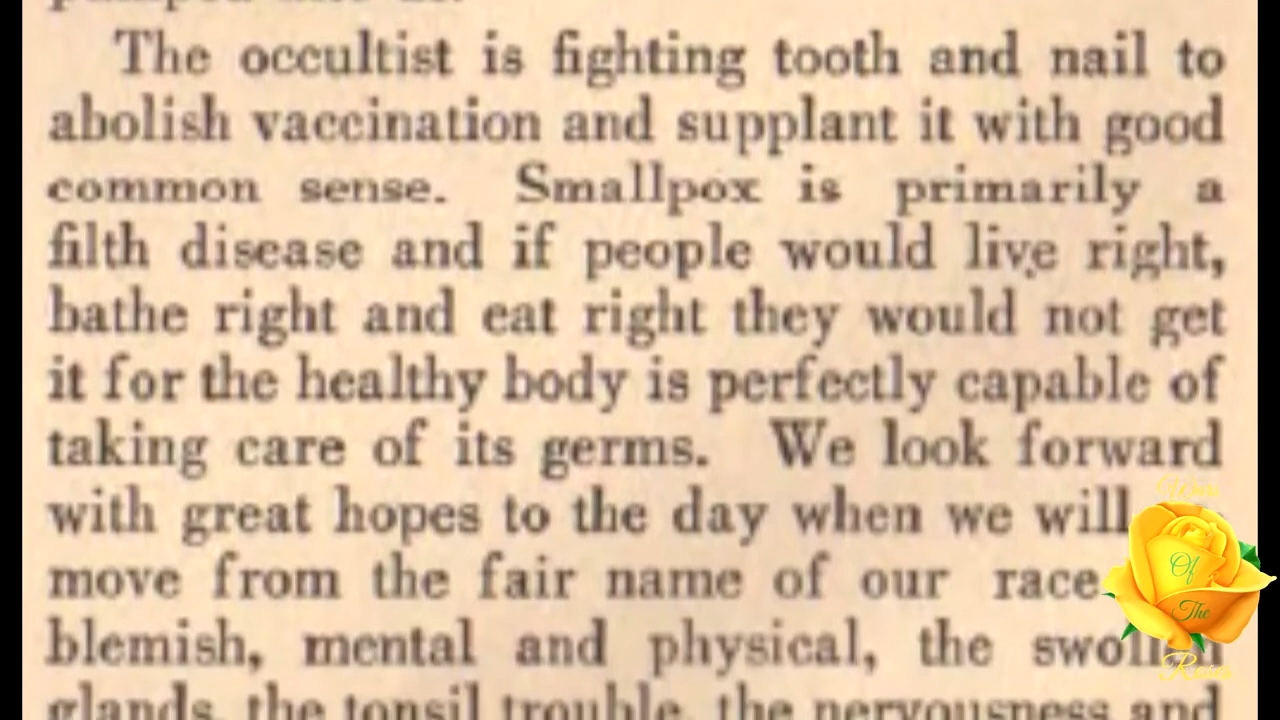 The occultist is fighting tooth and nail to
abolish vaccination and supplant it with good
common sense. Smallpox is primarily a
filth disease and if people would live right,
bathe right and eat right they would not get
it for the healthy body is perfectly capable of
taking care of its germs. We look forward
with great hopes to the day when we will
move from the fair name of our race
blemish, mental and physical, the
glands, the tonsil trouble, the nervousness and
Wars
Of
The
Roses